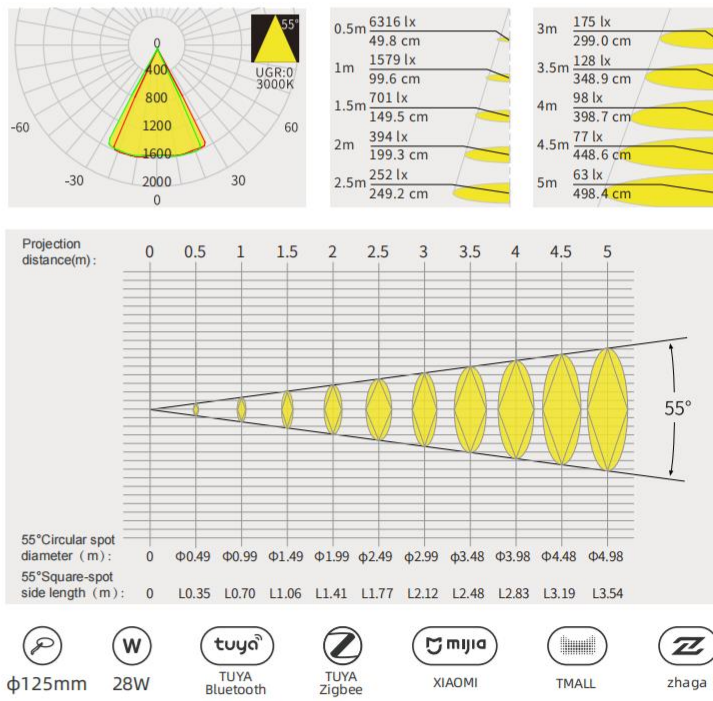 55°
UGR:0
3000K
0
400
800
1200
1600
2000
0
-60
60
-30
30
0.5m
6316 lx
49.8 cm
1m
1579 lx
99.6 cm
1.5m
701 lx
149.5 cm
2m
394 lx
199.3 cm
2.5m
252 lx
249.2 cm
3m
175 lx
299.0 cm
3.5m
128 lx
348.9 cm
4m
98 lx
398.7 cm
4.5m
77 lx
448.6 cm
5m
63 lx
498.4 cm
Projection
distance(m) :
0 0.5 1 1.5 2 2.5 3 3.5 4 4.5 5
55°
55°Circular spot
diameter ( m ) :
0 Φ0.49 Φ0.99 Φ1.49 Φ1.99 ϕ2.49 Φ2.99 ϕ3.48 Φ3.98 Φ4.48 Φ4.98
55°Square-spot
side length ( m ) :
0 L0.35 L0.70 L1.06 L1.41 L1.77 L2.12 L2.48 L2.83 L3.19 L3.54
W
tuya
mijia
ϕ125mm
28W
TUYA
Bluetooth
TUYA
Zigbee
XIAOMI
TMALL
zhaga